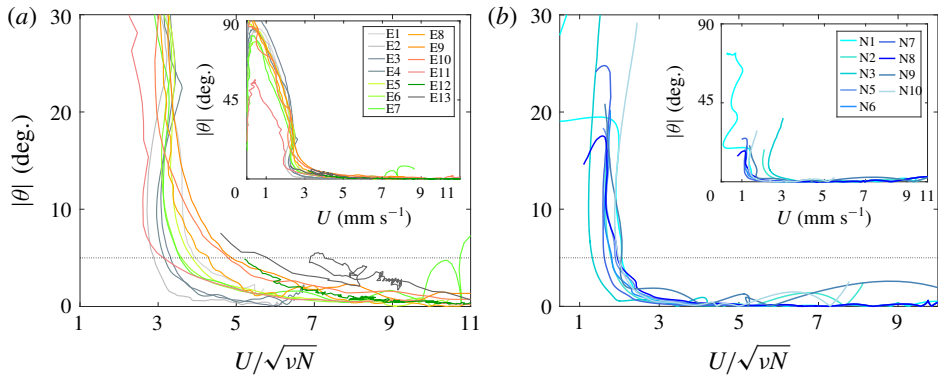 (a)
30
20
10
0
|θ| (deg.)
1 3 5 7 9 11
U/√νN
90
45
0
|θ| (deg.)
1 3 5 7 9 11
U (mm s⁻¹)
E1 E8
E2 E9
E3 E10
E4 E11
E5 E12
E6 E13
E7
(b)
30
20
10
0
1 3 5 7 9
U/√νN
90
45
0
|θ| (deg.)
1 3 5 7 9 11
U (mm s⁻¹)
N1 N7
N2 N8
N3 N9
N5 N10
N6